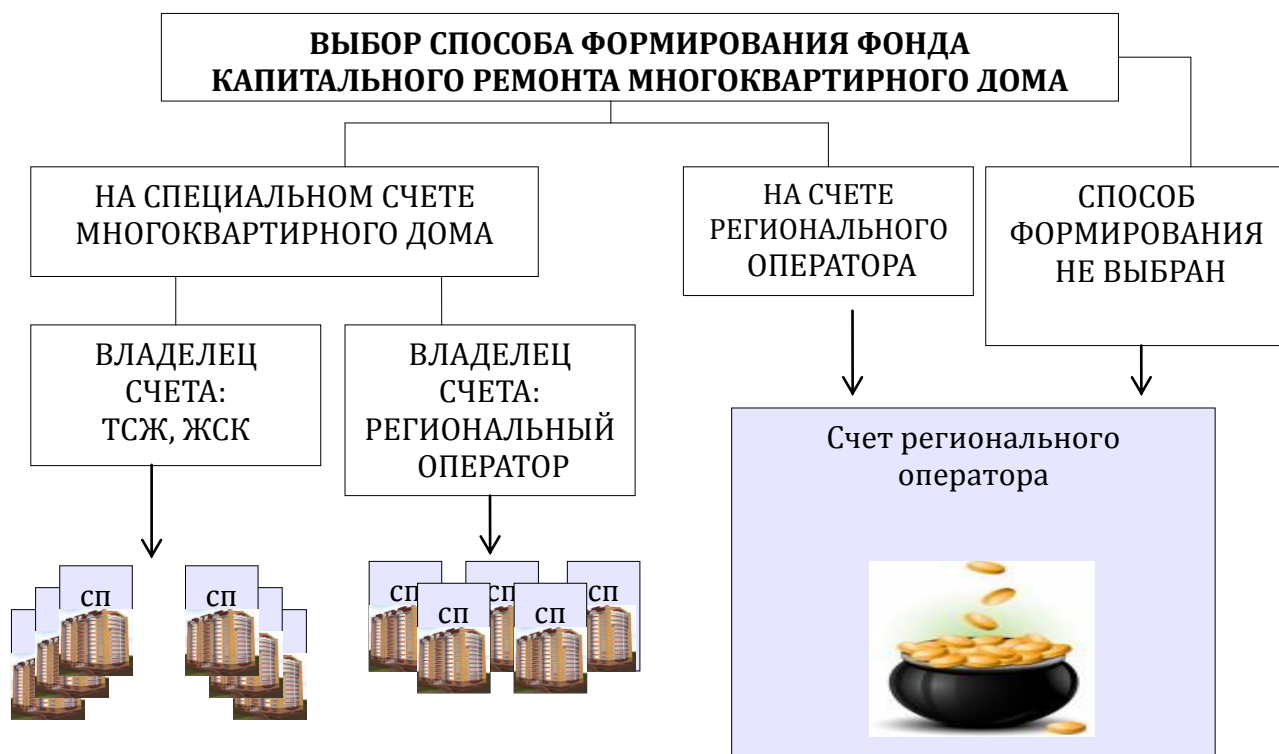 ВЫБОР СПОСОБА ФОРМИРОВАНИЯ ФОНДА
КАПИТАЛЬНОГО РЕМОНТА МНОГОКВАРТИРНОГО ДОМА
НА СПЕЦИАЛЬНОМ СЧЕТЕ
МНОГОКВАРТИРНОГО ДОМА
НА СЧЕТЕ
РЕГИОНАЛЬНОГО
ОПЕРАТОРА
СПОСОБ
ФОРМИРОВАНИЯ
НЕ ВЫБРАН
ВЛАДЕЛЕЦ
СЧЕТА:
ТСЖ, ЖСК
ВЛАДЕЛЕЦ
СЧЕТА:
РЕГИОНАЛЬНЫЙ
ОПЕРАТОР
Счет регионального
оператора
сп
сп
сп
сп
сп
сп
сп